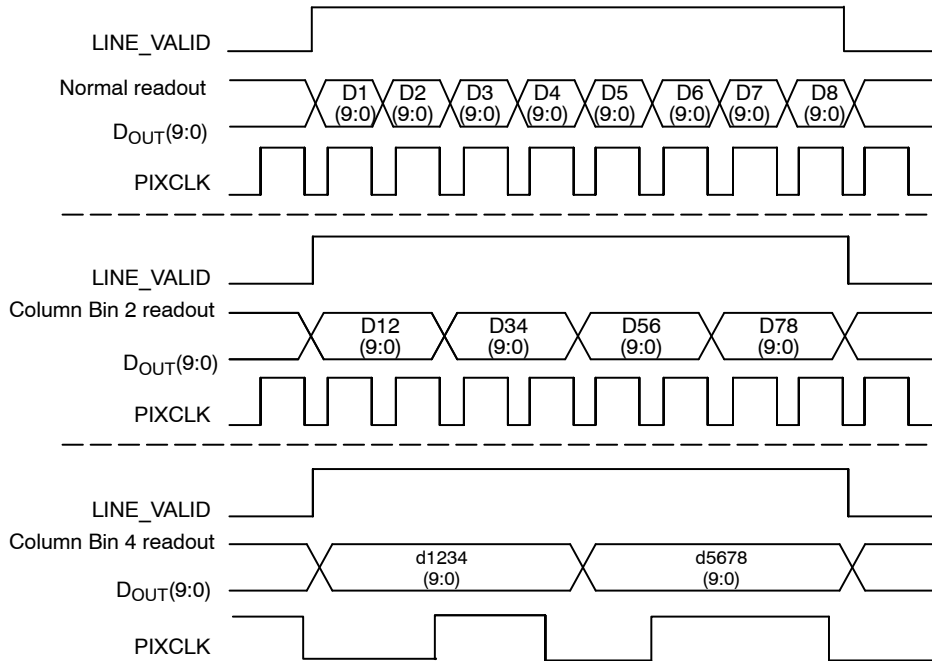 LINE_VALID
Normal readout
D1 D2 D3 D4 D5 D6 D7 D8
(9:0) (9:0) (9:0) (9:0) (9:0) (9:0) (9:0) (9:0)
DOUT(9:0)
PIXCLK
LINE_VALID
Column Bin 2 readout
D12 D34 D56 D78
(9:0) (9:0) (9:0) (9:0)
DOUT(9:0)
PIXCLK
LINE_VALID
Column Bin 4 readout
d1234 d5678
(9:0) (9:0)
DOUT(9:0)
PIXCLK